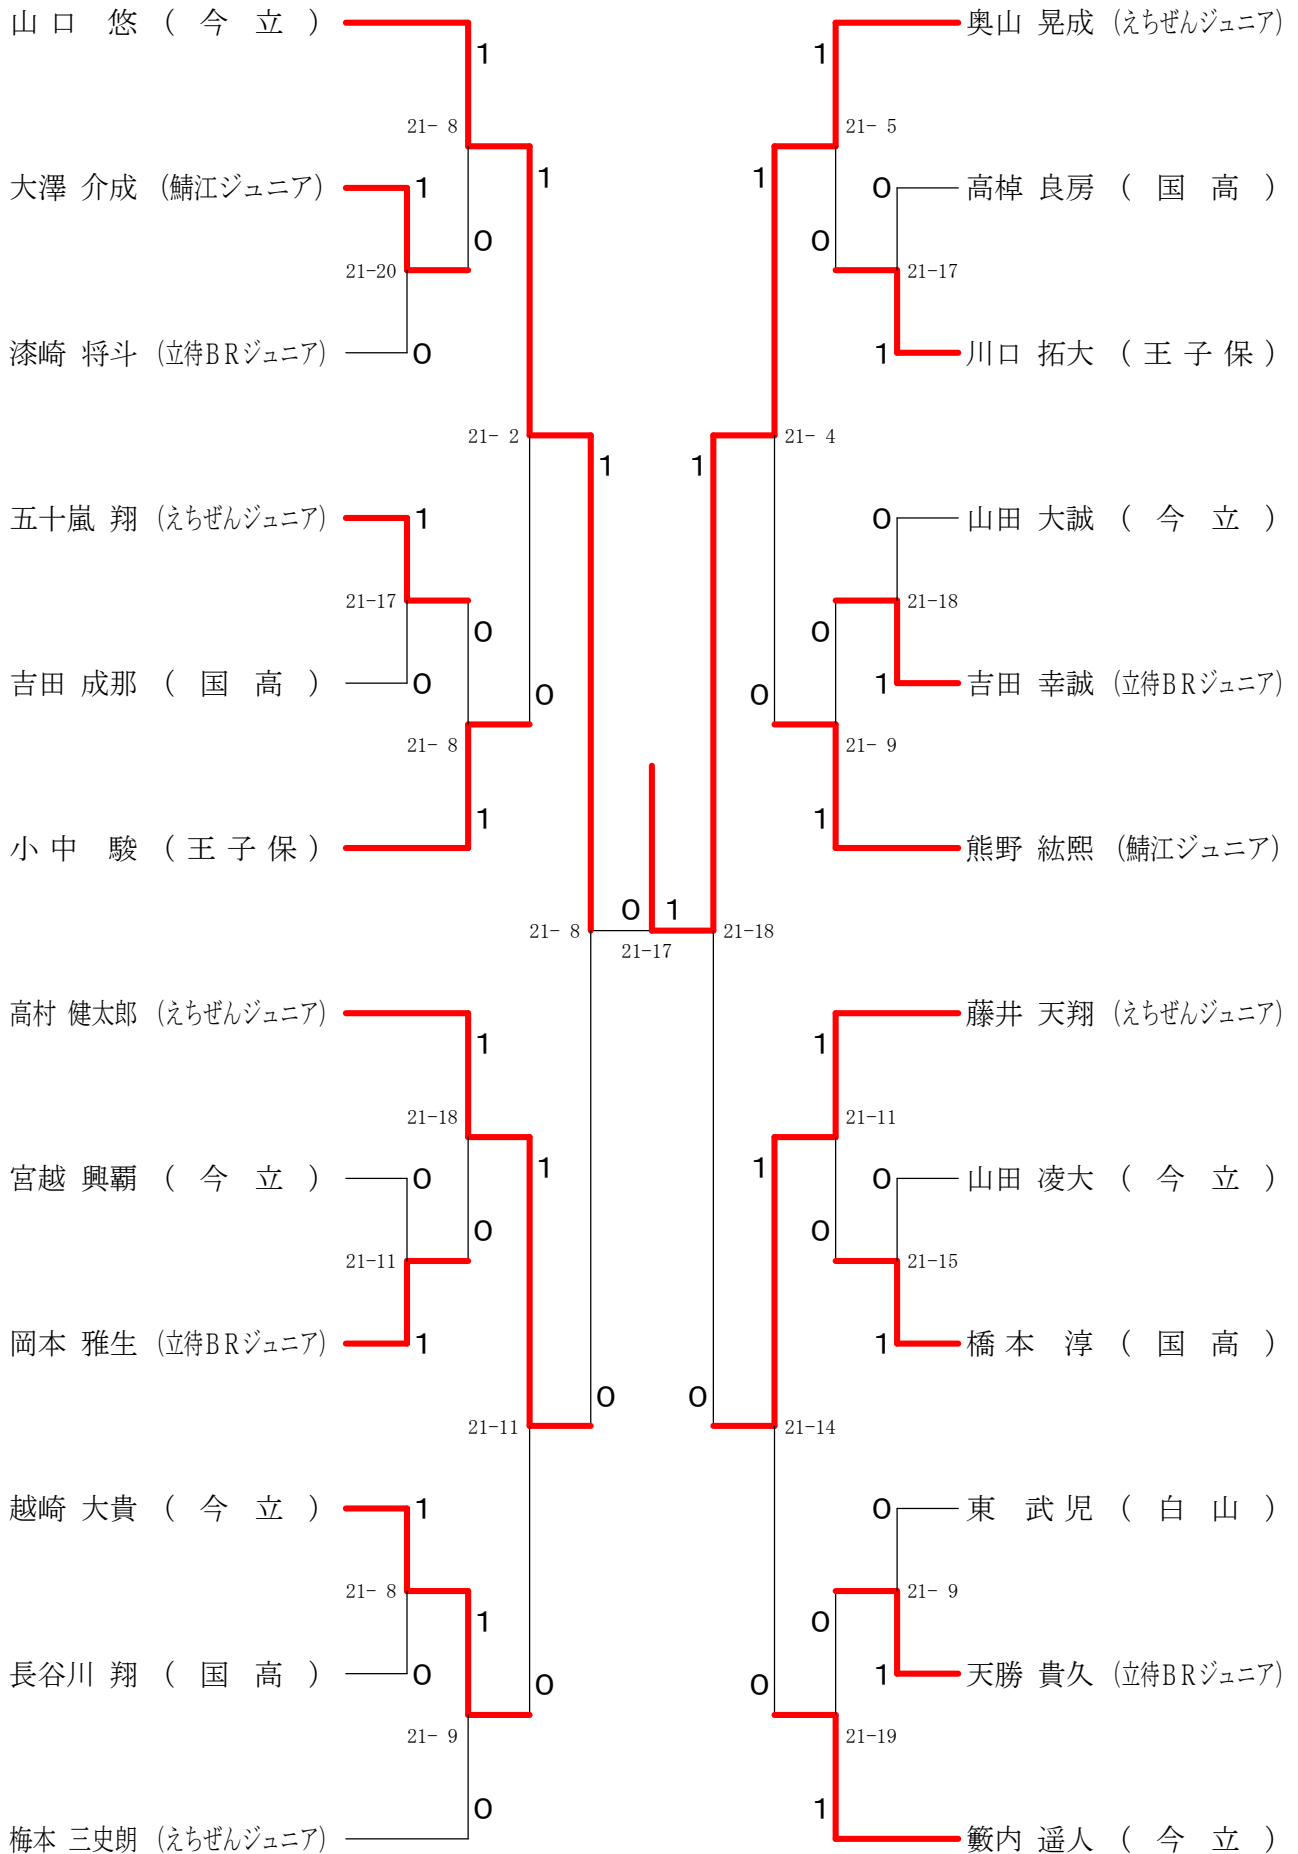 山口 悠 ( 今 立 )
1
21- 8
大澤 介成 (鯖江ジュニア)
1
1
0
21-20
漆崎 将斗 (立待BRジュニア)
0
21- 2
1
五十嵐 翔 (えちぜんジュニア)
1
21-17
0
吉田 成那 ( 国 高 )
0
0
21- 8
小中 駿 ( 王 子 保 )
1
21- 8
0
1
21-17
21-18
高村 健太郎 (えちぜんジュニア)
1
21-18
宮越 興覇 ( 今 立 )
0
1
0
21-11
岡本 雅生 (立待BRジュニア)
1
0
21-11
越崎 大貴 ( 今 立 )
1
21- 8
1
長谷川 翔 ( 国 高 )
0
0
21- 9
0
梅本 三史朗 (えちぜんジュニア)
奥山 晃成 (えちぜんジュニア)
1
21- 5
1
0
高棹 良房 ( 国 高 )
0
21-17
1
川口 拓大 ( 王 子 保 )
1
21- 4
0
山田 大誠 ( 今 立 )
21-18
0
0
1
吉田 幸誠 (立待BRジュニア)
21- 9
1
熊野 紘熙 (鯖江ジュニア)
藤井 天翔 (えちぜんジュニア)
1
21-11
1
0
山田 凌大 ( 今 立 )
0
21-15
1
橋本 淳 ( 国 高 )
0
21-14
0
東 武児 ( 白 山 )
21- 9
0
0
1
天勝 貴久 (立待BRジュニア)
21-19
1
籔内 遥人 ( 今 立 )